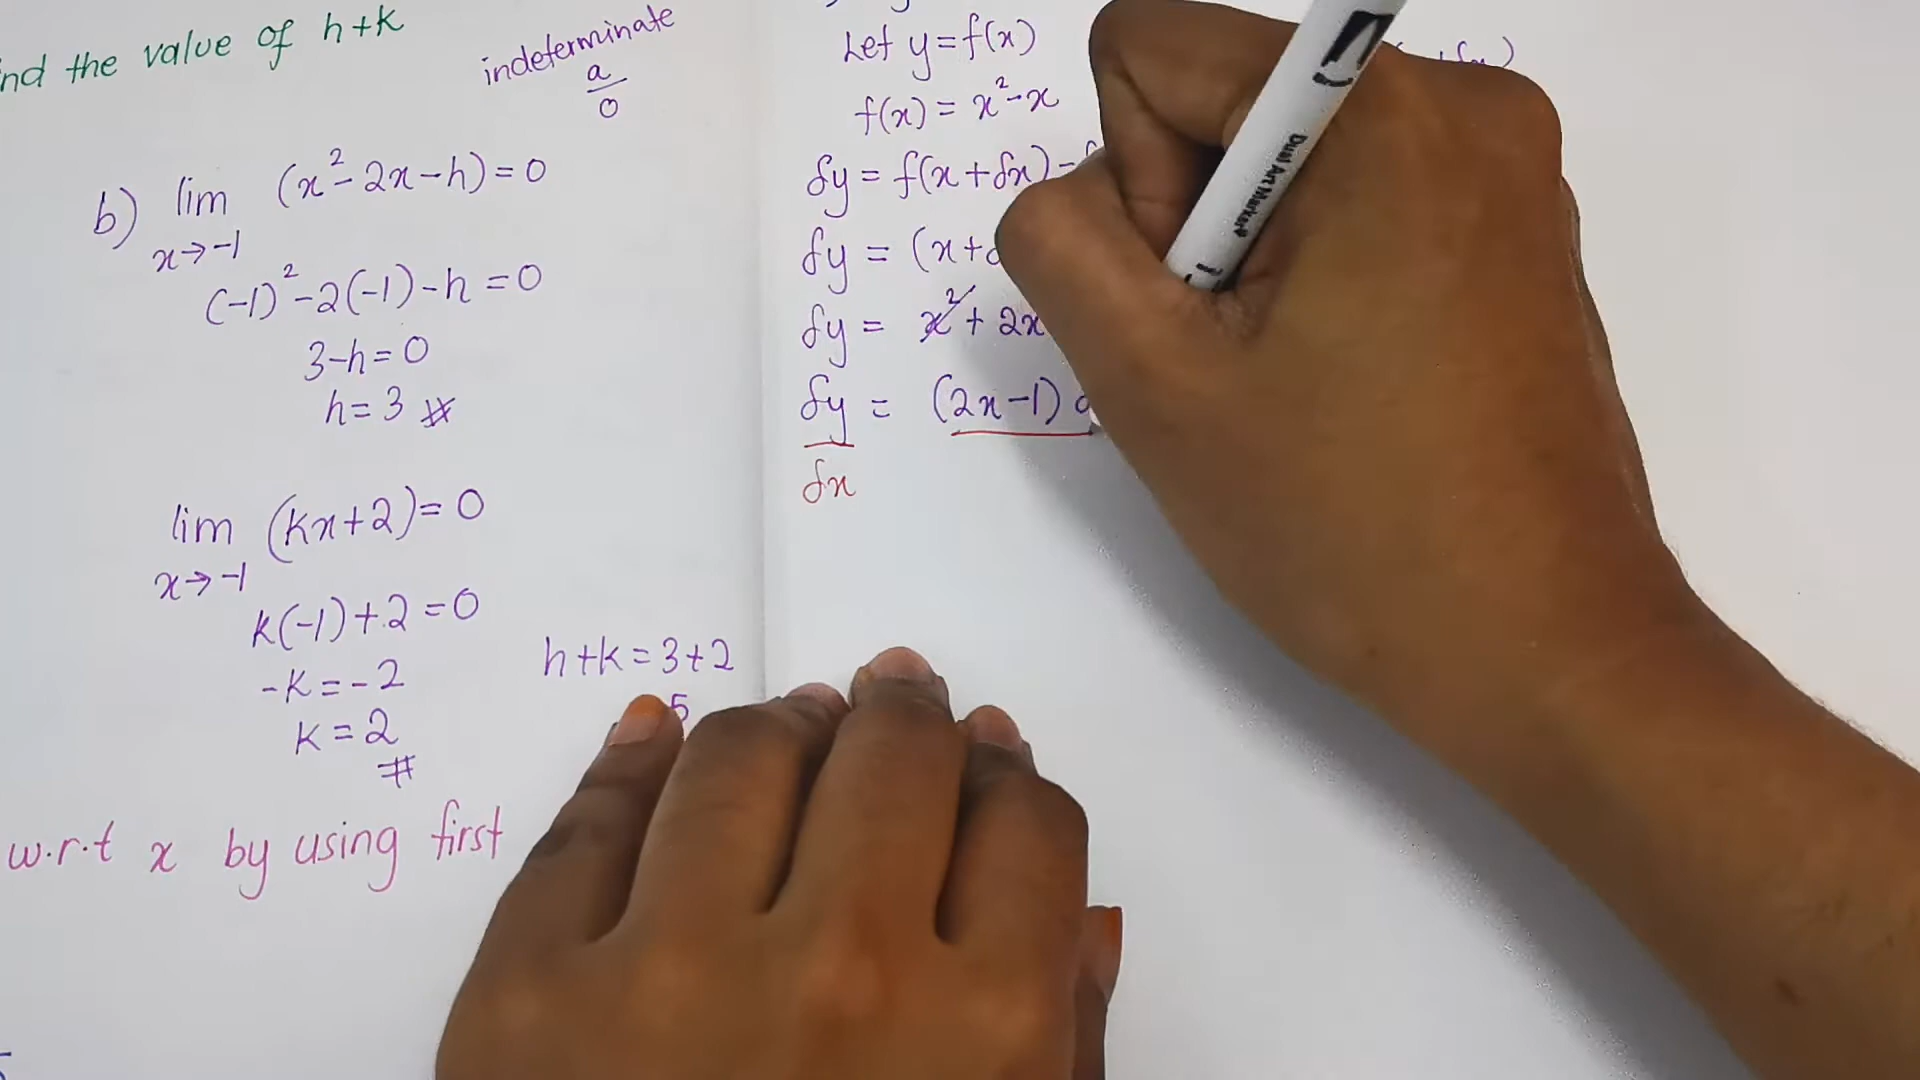 nd the value of h+k
indeterminate
a
0
b) lim (x²-2x-h)=0
x→-1
(-1)²-2(-1)-h=0
3-h=0
h=3
lim (kx+2)=0
x→-1
k(-1)+2=0
-k=-2
k=2
#
h+k=3+2
5
w.r.t x by using first
Let y=f(x)
f(x)=x²-x
δy=f(x+δx)-
δy=(x+
δy=x²+2x
δy=(2x-1)
δx
Dual Art Marker